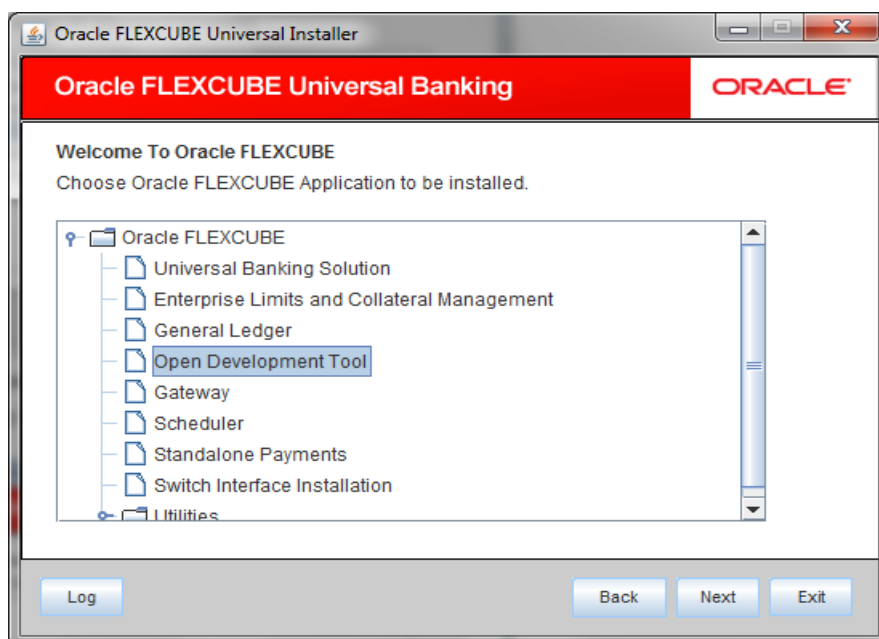 Oracle FLEXCUBE Universal Installer
Oracle FLEXCUBE Universal Banking
ORACLE
Welcome To Oracle FLEXCUBE
Choose Oracle FLEXCUBE Application to be installed.
Oracle FLEXCUBE
Universal Banking Solution
Enterprise Limits and Collateral Management
General Ledger
Open Development Tool
Gateway
Scheduler
Standalone Payments
Switch Interface Installation
Utilities
Log
Back
Next
Exit